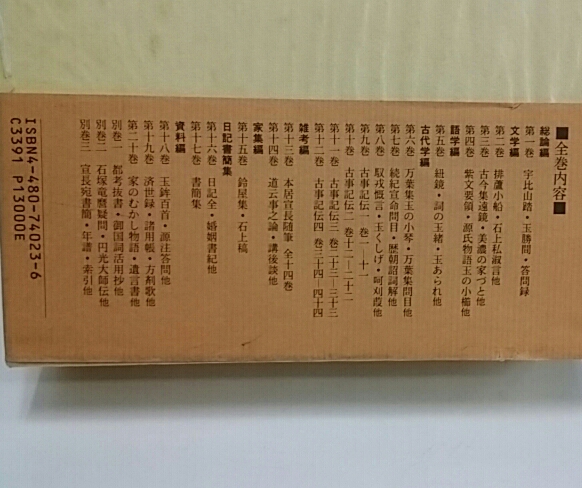 ■全巻内容■
総論編
第一巻 宇比山踏・玉勝間・答問録
文学編
第二巻 排蘆小船・石上私淑言他
第三巻 古今集遠鏡・美濃の家づと他
第四巻 紫文要領・源氏物語玉の小櫛他
語学編
第五巻 紐鏡・詞の玉緒・玉あられ他
古代学編
第六巻 万葉集玉の小琴・万葉集問目他
第七巻 続紀宣命問目・歴朝詔詞解他
第八巻 馭戎慨言・玉くしげ・呵刈葭他
第九巻 古事記伝一 巻一—十一
第十巻 古事記伝二 巻十二—二十二
第十一巻 古事記伝三 巻二十三—三十三
第十二巻 古事記伝四 巻三十四—四十四
雑考編
第十三巻 本居宣長随筆 全十四巻
第十四巻 道云事之論・講後談他
家集編
第十五巻 鈴屋集・石上稿
日記書簡集
第十六巻 日記全・婚姻書紀他
第十七巻 書簡集
資料編
第十八巻 玉鉾百首・源注答問他
第十九巻 済世録・諸用帳・方剤歌他
第二十巻 家のむかし物語・遺言書他
別巻一 都考抜書・御国詞活用抄他
別巻二 石塚竜麿疑問・円光大師伝他
別巻三 宣長宛書簡・年譜・索引他
ISBN4-480-74023-6
C3391 P13000E